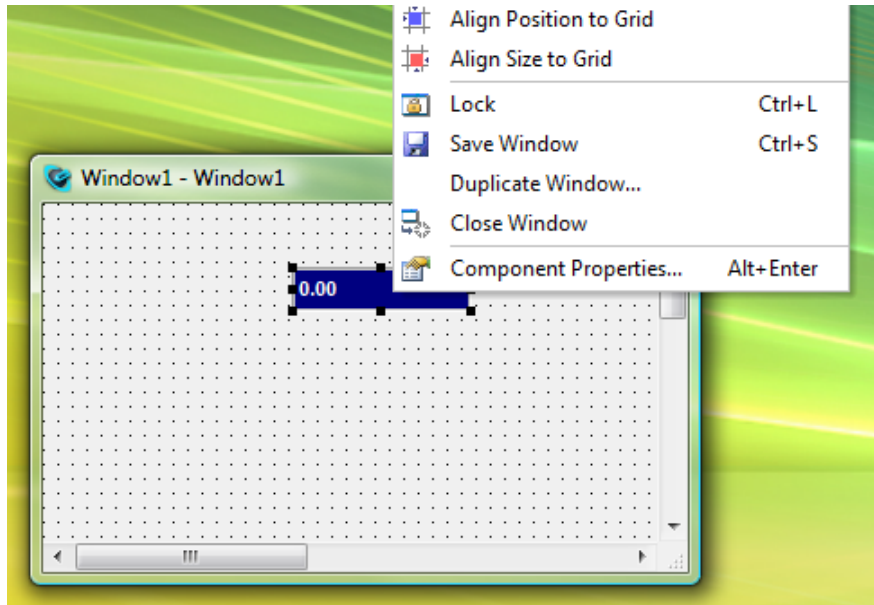 Align Position to Grid
Align Size to Grid
Lock Ctrl+L
Save Window Ctrl+S
Duplicate Window...
Close Window
Component Properties... Alt+Enter
Window1 - Window1
0.00